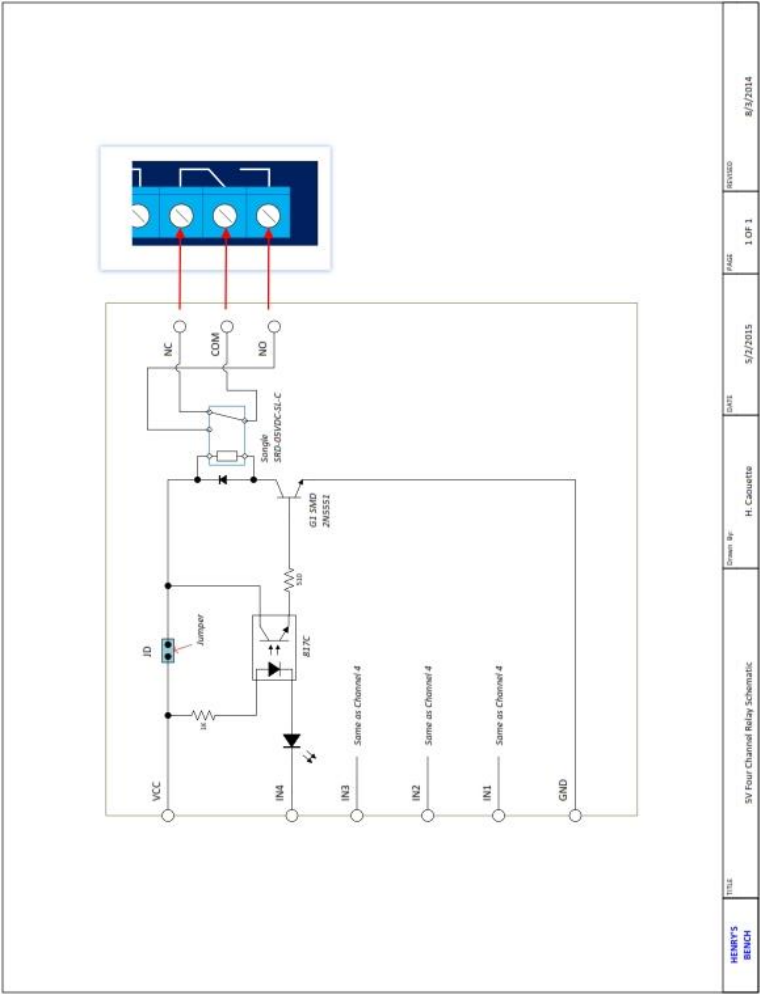 NC
COM
NO
Songle
SRD-05VDC-SL-C
G1 SMD
2N5551
510
JD
Jumper
817C
1K
VCC
IN4
IN3
Same as Channel 4
IN2
Same as Channel 4
IN1
Same as Channel 4
GND
HENRY'S
BENCH
TITLE
5V Four Channel Relay Schematic
Drawn By:
H. Caouette
DATE
5/2/2015
PAGE
1 OF 1
REVISED
8/3/2014